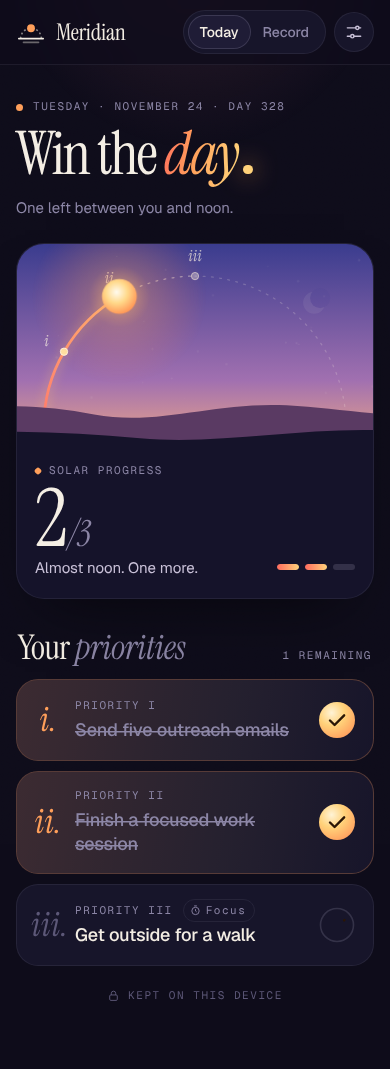 Meridian
Today
Record
TUESDAY · NOVEMBER 24 · DAY 328
Win the day.
One left between you and noon.
iii
ii
i
SOLAR PROGRESS
2/3
Almost noon. One more.
Your priorities
1 REMAINING
i.
PRIORITY I
Send five outreach emails
ii.
PRIORITY II
Finish a focused work
session
iii.
PRIORITY III
Focus
Get outside for a walk
KEPT ON THIS DEVICE